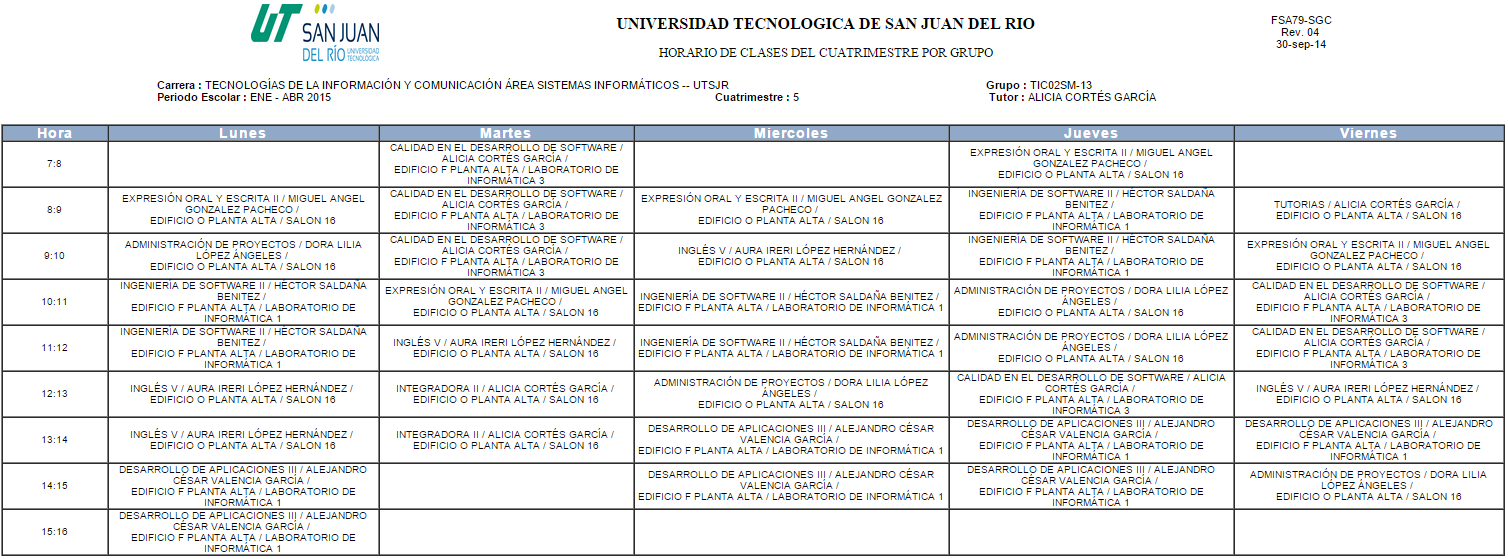 UT SAN JUAN
DEL RÍO UNIVERSIDAD
TECNOLÓGICA
UNIVERSIDAD TECNOLOGICA DE SAN JUAN DEL RIO
HORARIO DE CLASES DEL CUATRIMESTRE POR GRUPO
FSA79-SGC
Rev. 04
30-sep-14
Carrera : TECNOLOGÍAS DE LA INFORMACIÓN Y COMUNICACIÓN ÁREA SISTEMAS INFORMÁTICOS -- UTSJR
Grupo : TIC02SM-13
Periodo Escolar : ENE - ABR 2015
Cuatrimestre : 5
Tutor : ALICIA CORTÉS GARCÍA
Hora Lunes Martes Miercoles Jueves Viernes
7:8
CALIDAD EN EL DESARROLLO DE SOFTWARE /
ALICIA CORTÉS GARCÍA /
EDIFICIO F PLANTA ALTA / LABORATORIO DE
INFORMÁTICA 3
EXPRESIÓN ORAL Y ESCRITA II / MIGUEL ANGEL
GONZALEZ PACHECO /
EDIFICIO O PLANTA ALTA / SALON 16
8:9
EXPRESIÓN ORAL Y ESCRITA II / MIGUEL ANGEL
GONZALEZ PACHECO /
EDIFICIO O PLANTA ALTA / SALON 16
CALIDAD EN EL DESARROLLO DE SOFTWARE /
ALICIA CORTÉS GARCÍA /
EDIFICIO F PLANTA ALTA / LABORATORIO DE
INFORMÁTICA 3
EXPRESIÓN ORAL Y ESCRITA II / MIGUEL ANGEL GONZALEZ
PACHECO /
EDIFICIO O PLANTA ALTA / SALON 16
INGENIERÍA DE SOFTWARE II / HÉCTOR SALDAÑA
BENITEZ /
EDIFICIO F PLANTA ALTA / LABORATORIO DE
INFORMÁTICA 1
TUTORIAS / ALICIA CORTÉS GARCÍA /
EDIFICIO O PLANTA ALTA / SALON 16
9:10
ADMINISTRACIÓN DE PROYECTOS / DORA LILIA
LÓPEZ ÁNGELES /
EDIFICIO O PLANTA ALTA / SALON 16
CALIDAD EN EL DESARROLLO DE SOFTWARE /
ALICIA CORTÉS GARCÍA /
EDIFICIO F PLANTA ALTA / LABORATORIO DE
INFORMÁTICA 3
INGLÉS V / AURA IRERI LÓPEZ HERNÁNDEZ /
EDIFICIO O PLANTA ALTA / SALON 16
INGENIERÍA DE SOFTWARE II / HÉCTOR SALDAÑA
BENITEZ /
EDIFICIO F PLANTA ALTA / LABORATORIO DE
INFORMÁTICA 1
EXPRESIÓN ORAL Y ESCRITA II / MIGUEL ANGEL
GONZALEZ PACHECO /
EDIFICIO O PLANTA ALTA / SALON 16
10:11
INGENIERÍA DE SOFTWARE II / HÉCTOR SALDAÑA
BENITEZ /
EDIFICIO F PLANTA ALTA / LABORATORIO DE
INFORMÁTICA 1
EXPRESIÓN ORAL Y ESCRITA II / MIGUEL ANGEL
GONZALEZ PACHECO /
EDIFICIO O PLANTA ALTA / SALON 16
INGENIERÍA DE SOFTWARE II / HÉCTOR SALDAÑA BENITEZ /
EDIFICIO F PLANTA ALTA / LABORATORIO DE INFORMÁTICA 1
ADMINISTRACIÓN DE PROYECTOS / DORA LILIA LÓPEZ
ÁNGELES /
EDIFICIO O PLANTA ALTA / SALON 16
CALIDAD EN EL DESARROLLO DE SOFTWARE /
ALICIA CORTÉS GARCÍA /
EDIFICIO F PLANTA ALTA / LABORATORIO DE
INFORMÁTICA 3
11:12
INGENIERÍA DE SOFTWARE II / HÉCTOR SALDAÑA
BENITEZ /
EDIFICIO F PLANTA ALTA / LABORATORIO DE
INFORMÁTICA 1
INGLÉS V / AURA IRERI LÓPEZ HERNÁNDEZ /
EDIFICIO O PLANTA ALTA / SALON 16
INGENIERÍA DE SOFTWARE II / HÉCTOR SALDAÑA BENITEZ /
EDIFICIO F PLANTA ALTA / LABORATORIO DE INFORMÁTICA 1
ADMINISTRACIÓN DE PROYECTOS / DORA LILIA LÓPEZ
ÁNGELES /
EDIFICIO O PLANTA ALTA / SALON 16
CALIDAD EN EL DESARROLLO DE SOFTWARE /
ALICIA CORTÉS GARCÍA /
EDIFICIO F PLANTA ALTA / LABORATORIO DE
INFORMÁTICA 3
12:13
INGLÉS V / AURA IRERI LÓPEZ HERNÁNDEZ /
EDIFICIO O PLANTA ALTA / SALON 16
INTEGRADORA II / ALICIA CORTÉS GARCÍA /
EDIFICIO O PLANTA ALTA / SALON 16
ADMINISTRACIÓN DE PROYECTOS / DORA LILIA LÓPEZ
ÁNGELES /
EDIFICIO O PLANTA ALTA / SALON 16
CALIDAD EN EL DESARROLLO DE SOFTWARE / ALICIA
CORTÉS GARCÍA /
EDIFICIO F PLANTA ALTA / LABORATORIO DE
INFORMÁTICA 3
INGLÉS V / AURA IRERI LÓPEZ HERNÁNDEZ /
EDIFICIO O PLANTA ALTA / SALON 16
13:14
INGLÉS V / AURA IRERI LÓPEZ HERNÁNDEZ /
EDIFICIO O PLANTA ALTA / SALON 16
INTEGRADORA II / ALICIA CORTÉS GARCÍA /
EDIFICIO O PLANTA ALTA / SALON 16
DESARROLLO DE APLICACIONES III / ALEJANDRO CÉSAR
VALENCIA GARCÍA /
EDIFICIO F PLANTA ALTA / LABORATORIO DE INFORMÁTICA 1
DESARROLLO DE APLICACIONES III / ALEJANDRO
CÉSAR VALENCIA GARCÍA /
EDIFICIO F PLANTA ALTA / LABORATORIO DE
INFORMÁTICA 1
DESARROLLO DE APLICACIONES III / ALEJANDRO
CÉSAR VALENCIA GARCÍA /
EDIFICIO F PLANTA ALTA / LABORATORIO DE
INFORMÁTICA 1
14:15
DESARROLLO DE APLICACIONES III / ALEJANDRO
CÉSAR VALENCIA GARCÍA /
EDIFICIO F PLANTA ALTA / LABORATORIO DE
INFORMÁTICA 1
DESARROLLO DE APLICACIONES III / ALEJANDRO CÉSAR
VALENCIA GARCÍA /
EDIFICIO F PLANTA ALTA / LABORATORIO DE INFORMÁTICA 1
DESARROLLO DE APLICACIONES III / ALEJANDRO
CÉSAR VALENCIA GARCÍA /
EDIFICIO F PLANTA ALTA / LABORATORIO DE
INFORMÁTICA 1
ADMINISTRACIÓN DE PROYECTOS / DORA LILIA
LÓPEZ ÁNGELES /
EDIFICIO O PLANTA ALTA / SALON 16
15:16
DESARROLLO DE APLICACIONES III / ALEJANDRO
CÉSAR VALENCIA GARCÍA /
EDIFICIO F PLANTA ALTA / LABORATORIO DE
INFORMÁTICA 1